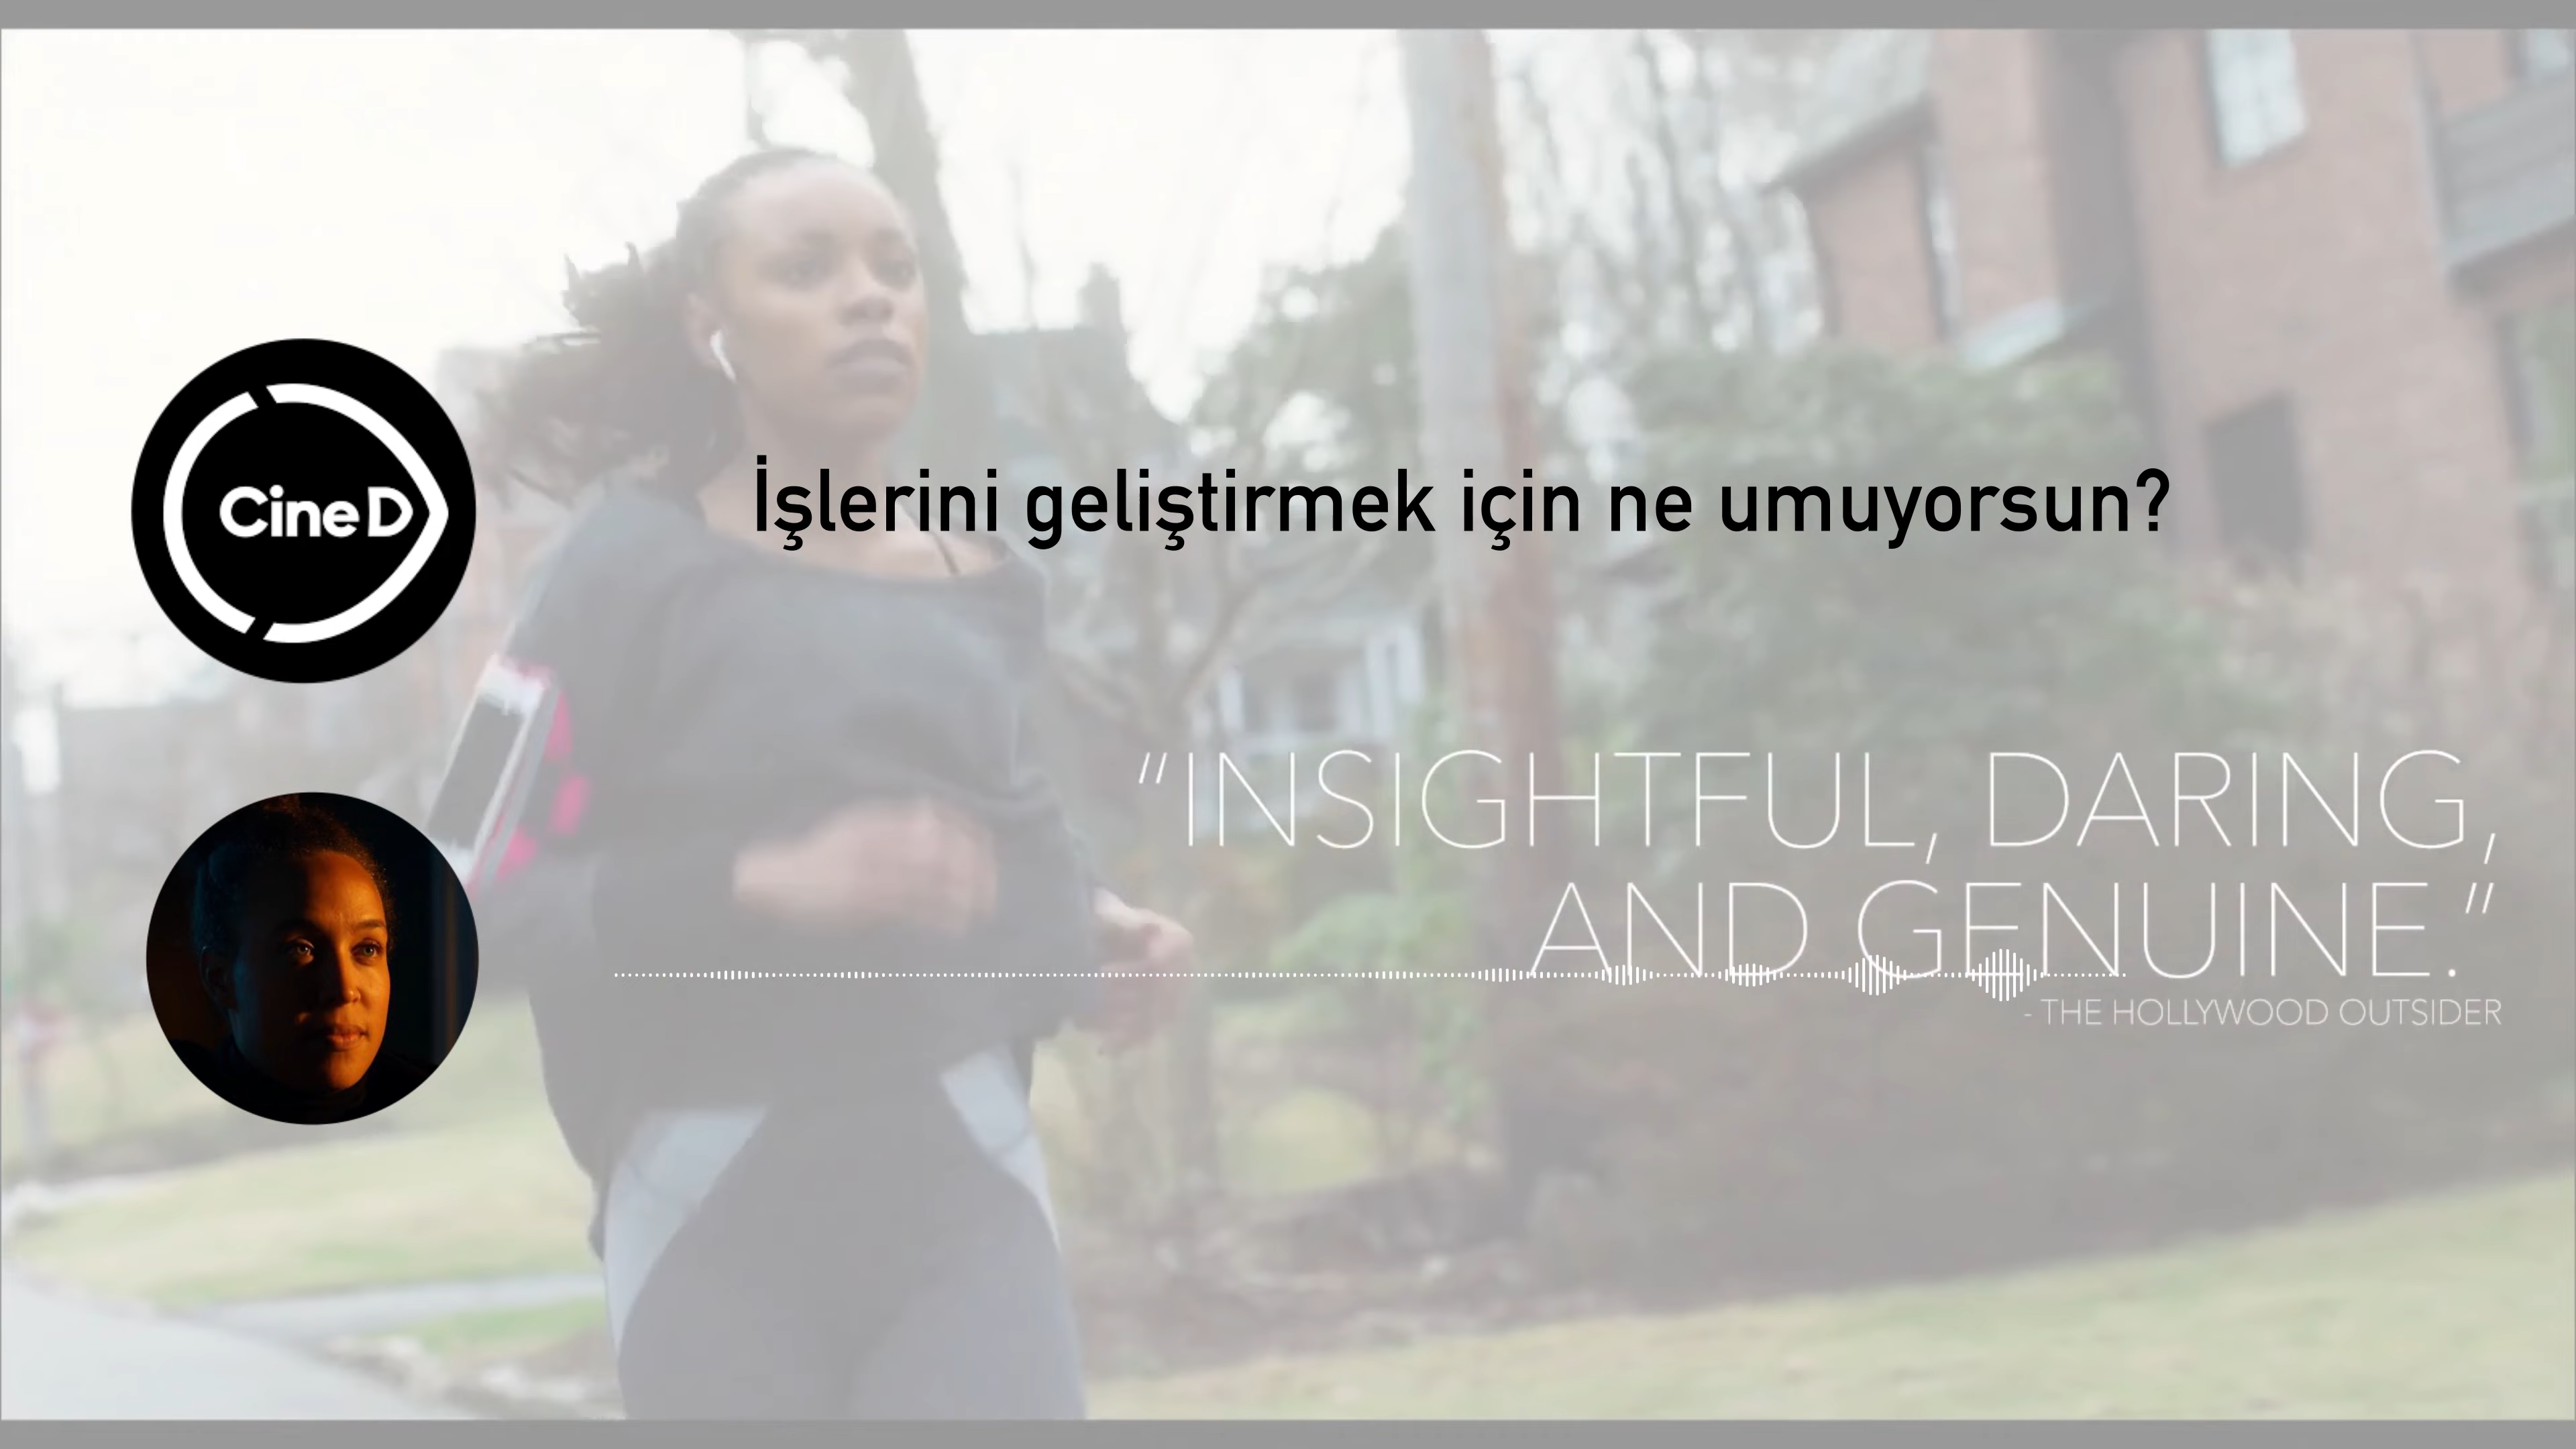 CineD
İşlerini geliştirmek için ne umuyorsun?
“INSIGHTFUL, DARING,
AND GENUINE.”
- THE HOLLYWOOD OUTSIDER